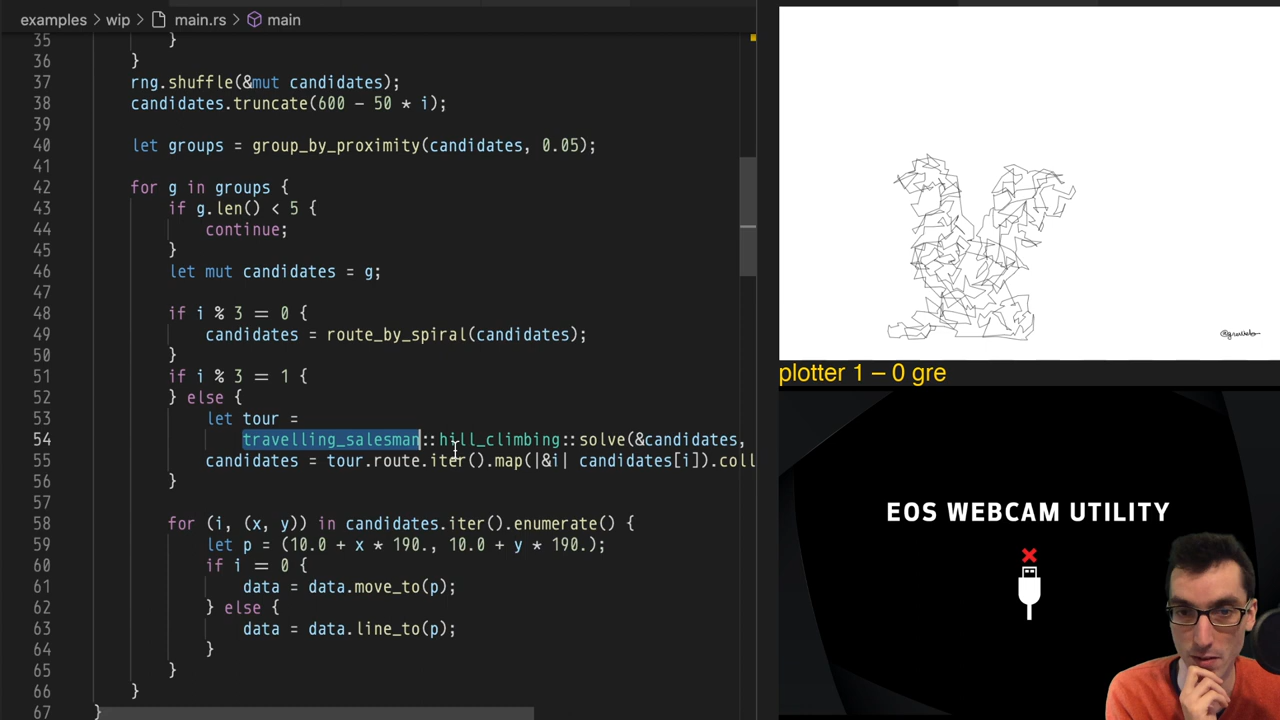 examples > wip > main.rs > main
35 }
36 }
37 rng.shuffle(&mut candidates);
38 candidates.truncate(600 - 50 * i);
39
40 let groups = group_by_proximity(candidates, 0.05);
41
42 for g in groups {
43 if g.len() < 5 {
44 continue;
45 }
46 let mut candidates = g;
47
48 if i % 3 == 0 {
49 candidates = route_by_spiral(candidates);
50 }
51 if i % 3 == 1 {
52 } else {
53 let tour =
54 travelling_salesman::hill_climbing::solve(&candidates,
55 candidates = tour.route.iter().map(|&i| candidates[i]).coll
56 }
57
58 for (i, (x, y)) in candidates.iter().enumerate() {
59 let p = (10.0 + x * 190., 10.0 + y * 190.);
60 if i == 0 {
61 data = data.move_to(p);
62 } else {
63 data = data.line_to(p);
64 }
65 }
66 }
67 }
plotter 1 – 0 gre
EOS WEBCAM UTILITY